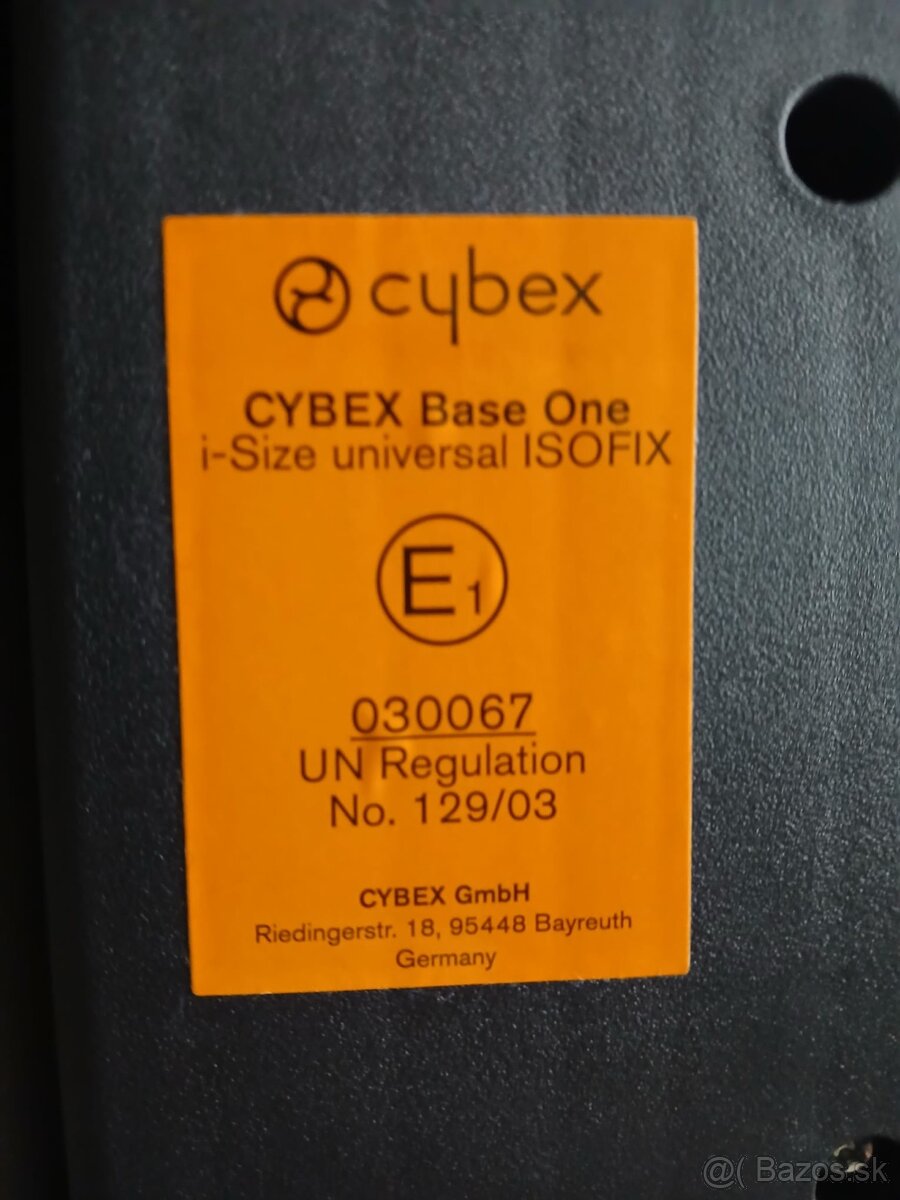 cybex
CYBEX Base One
i-Size universal ISOFIX
E1
030067
UN Regulation
No. 129/03
CYBEX GmbH
Riedingerstr. 18, 95448 Bayreuth
Germany
@( Bazos.sk